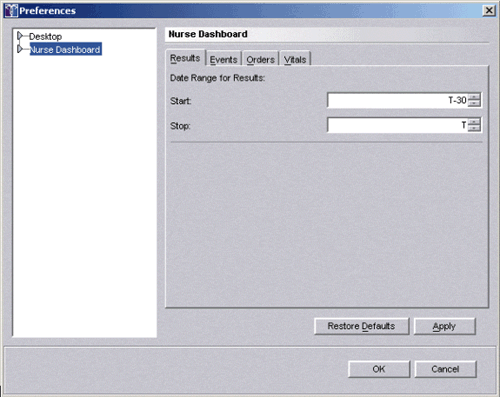 Preferences
Desktop
Nurse Dashboard
Nurse Dashboard
Results Events Orders Vitals
Date Range for Results:
Start: T-30
Stop: T
Restore Defaults Apply
OK Cancel